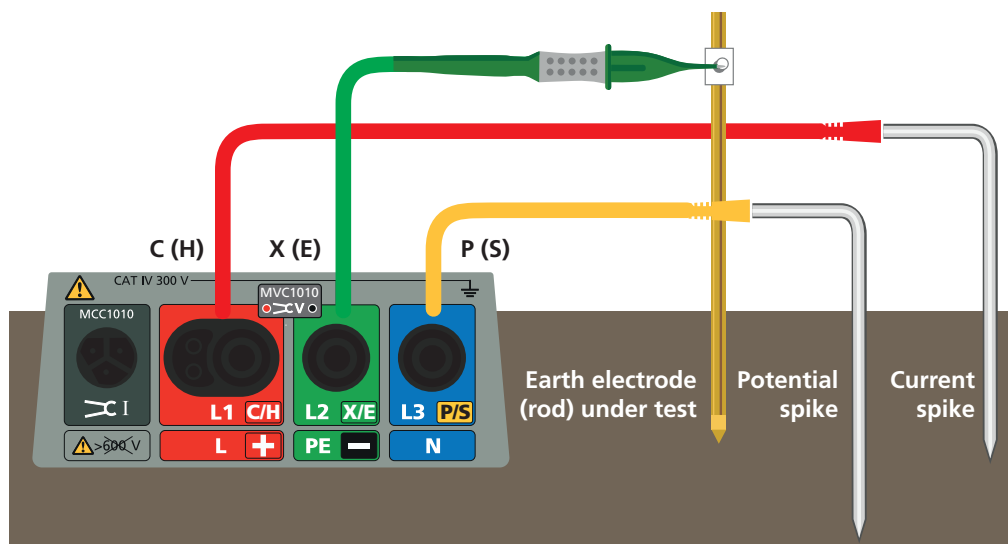 C (H)
X (E)
P (S)
CAT IV 300 V
MVC1010
V
MCC1010
I
L1 C/H
L2 X/E
L3 P/S
>600 V
L +
PE −
N
Earth electrode
(rod) under test
Potential
spike
Current
spike